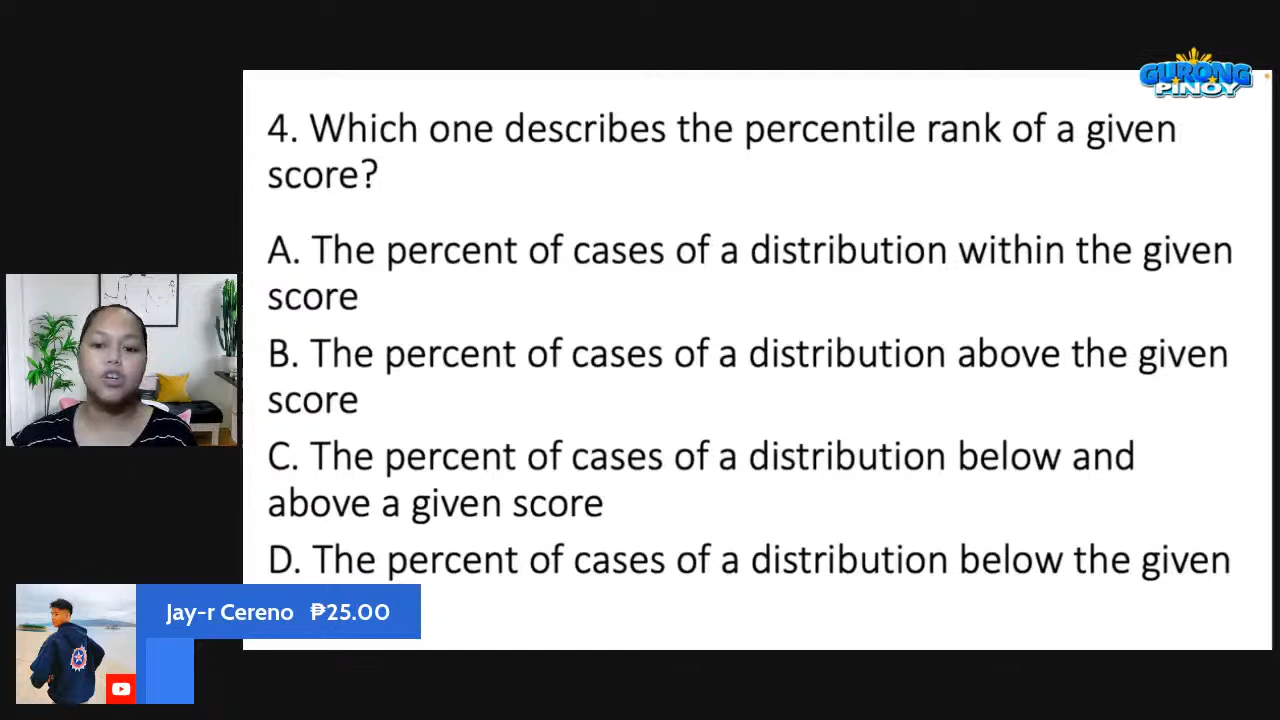 GURONG
PINOY
4. Which one describes the percentile rank of a given
score?
A. The percent of cases of a distribution within the given
score
B. The percent of cases of a distribution above the given
score
C. The percent of cases of a distribution below and
above a given score
D. The percent of cases of a distribution below the given
Jay-r Cereno ₱25.00